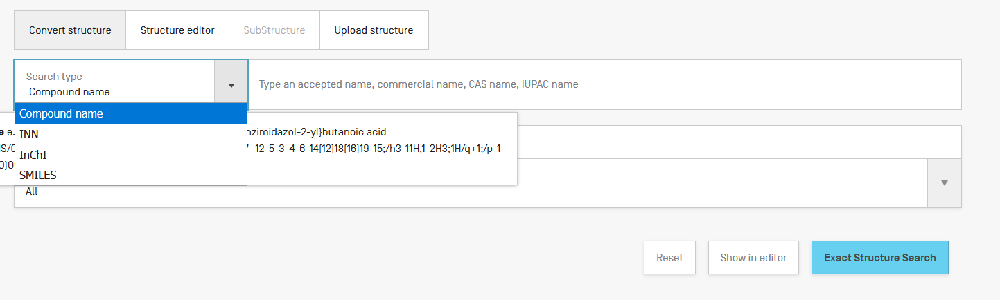 Convert structure
Structure editor
SubStructure
Upload structure
Search type
Compound name
Type an accepted name, commercial name, CAS name, IUPAC name
Compound name
INN
InChI
SMILES
e e.
nzimidazol-2-yl}butanoic acid
-12-5-3-4-6-14[12]18[16]19-15;/h3-11H,1-2H3;1H/q+1;/p-1
All
Reset
Show in editor
Exact Structure Search